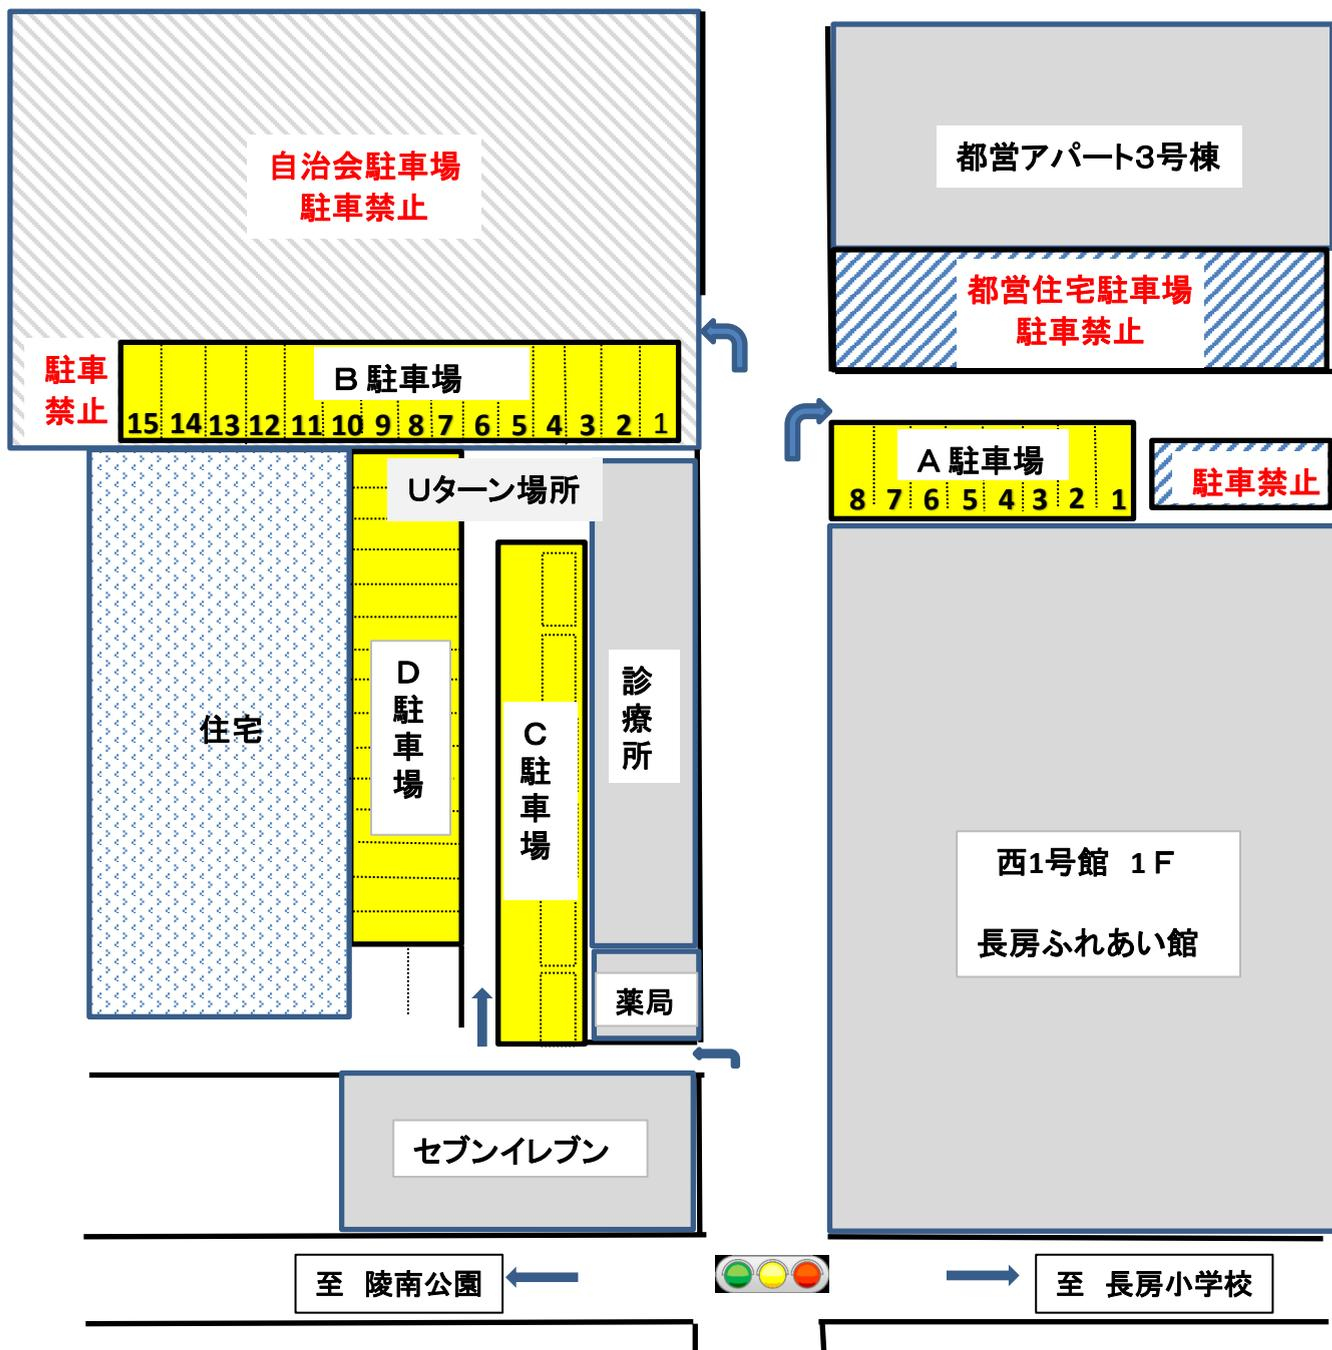 自治会駐車場
駐車禁止
都営アパート3号棟
都営住宅駐車場
駐車禁止
駐車
禁止
B 駐車場
15 14 13 12 11 10 9 8 7 6 5 4 3 2 1
A 駐車場
8 7 6 5 4 3 2 1
駐車禁止
Uターン場所
住宅
D
駐
車
場
C
駐
車
場
診
療
所
西1号館 1F
長房ふれあい館
薬局
セブンイレブン
至 陵南公園
至 長房小学校